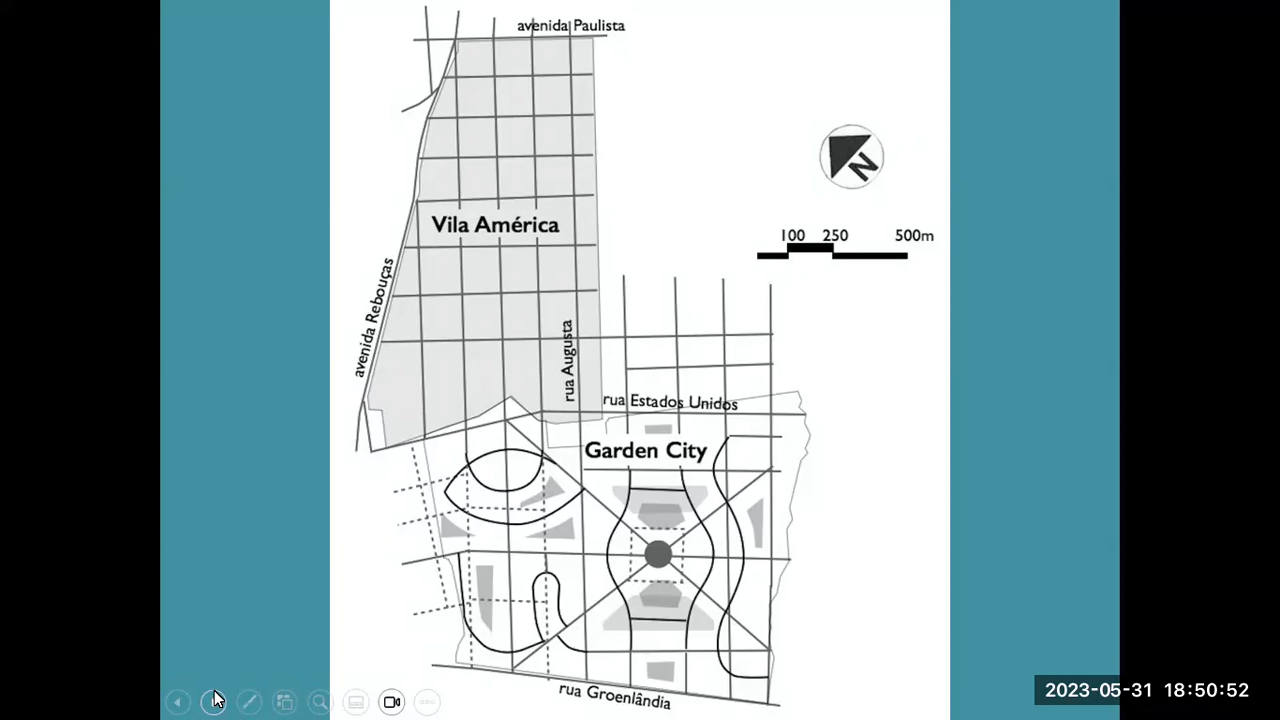 avenida Paulista
N
Vila América
100 250 500m
avenida Rebouças
rua Augusta
rua Estados Unidos
Garden City
rua Groenlândia
2023-05-31 18:50:52